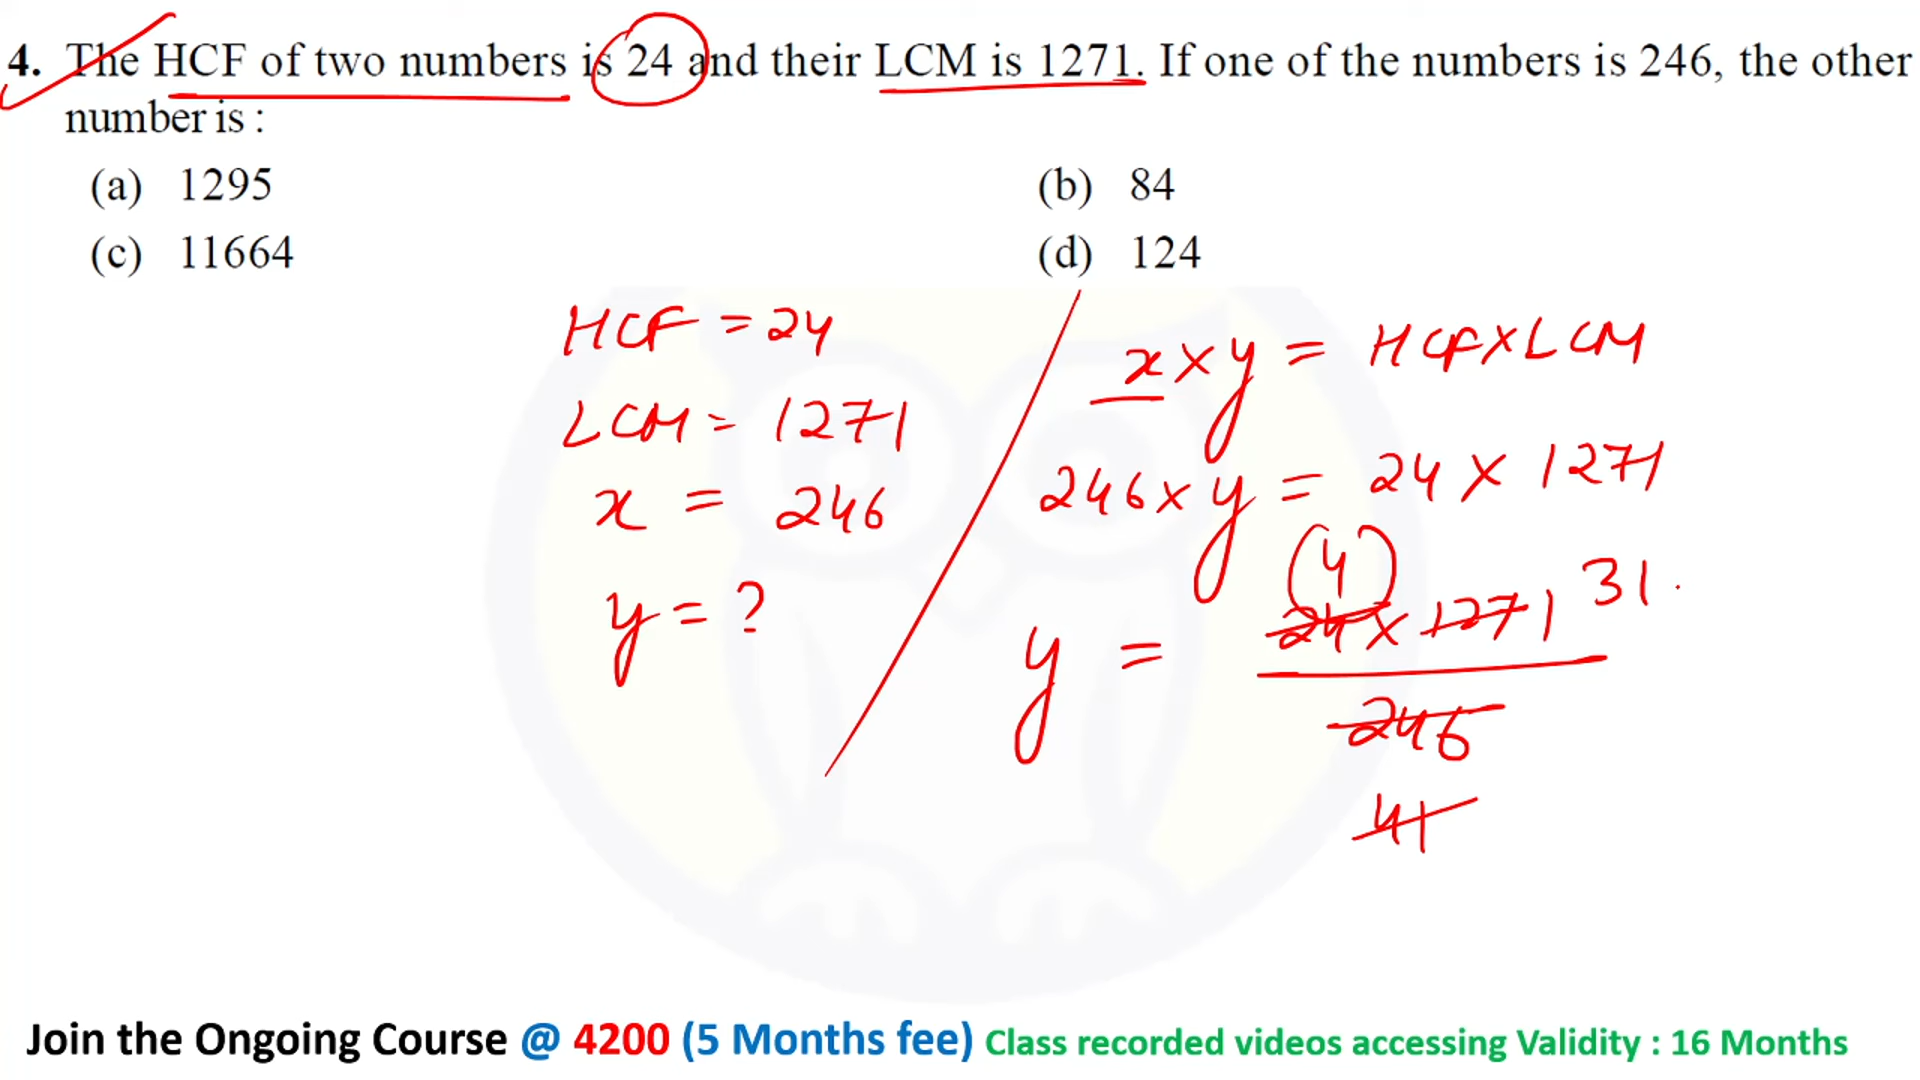 4. The HCF of two numbers is 24 and their LCM is 1271. If one of the numbers is 246, the other
number is :
(a) 1295
(b) 84
(c) 11664
(d) 124
HCF = 24
LCM = 1271
x = 246
y = ?
x × y = HCF × LCM
246 × y = 24 × 1271
(4)
y = 24 × 1271 31.
246
41
Join the Ongoing Course @ 4200 (5 Months fee) Class recorded videos accessing Validity : 16 Months